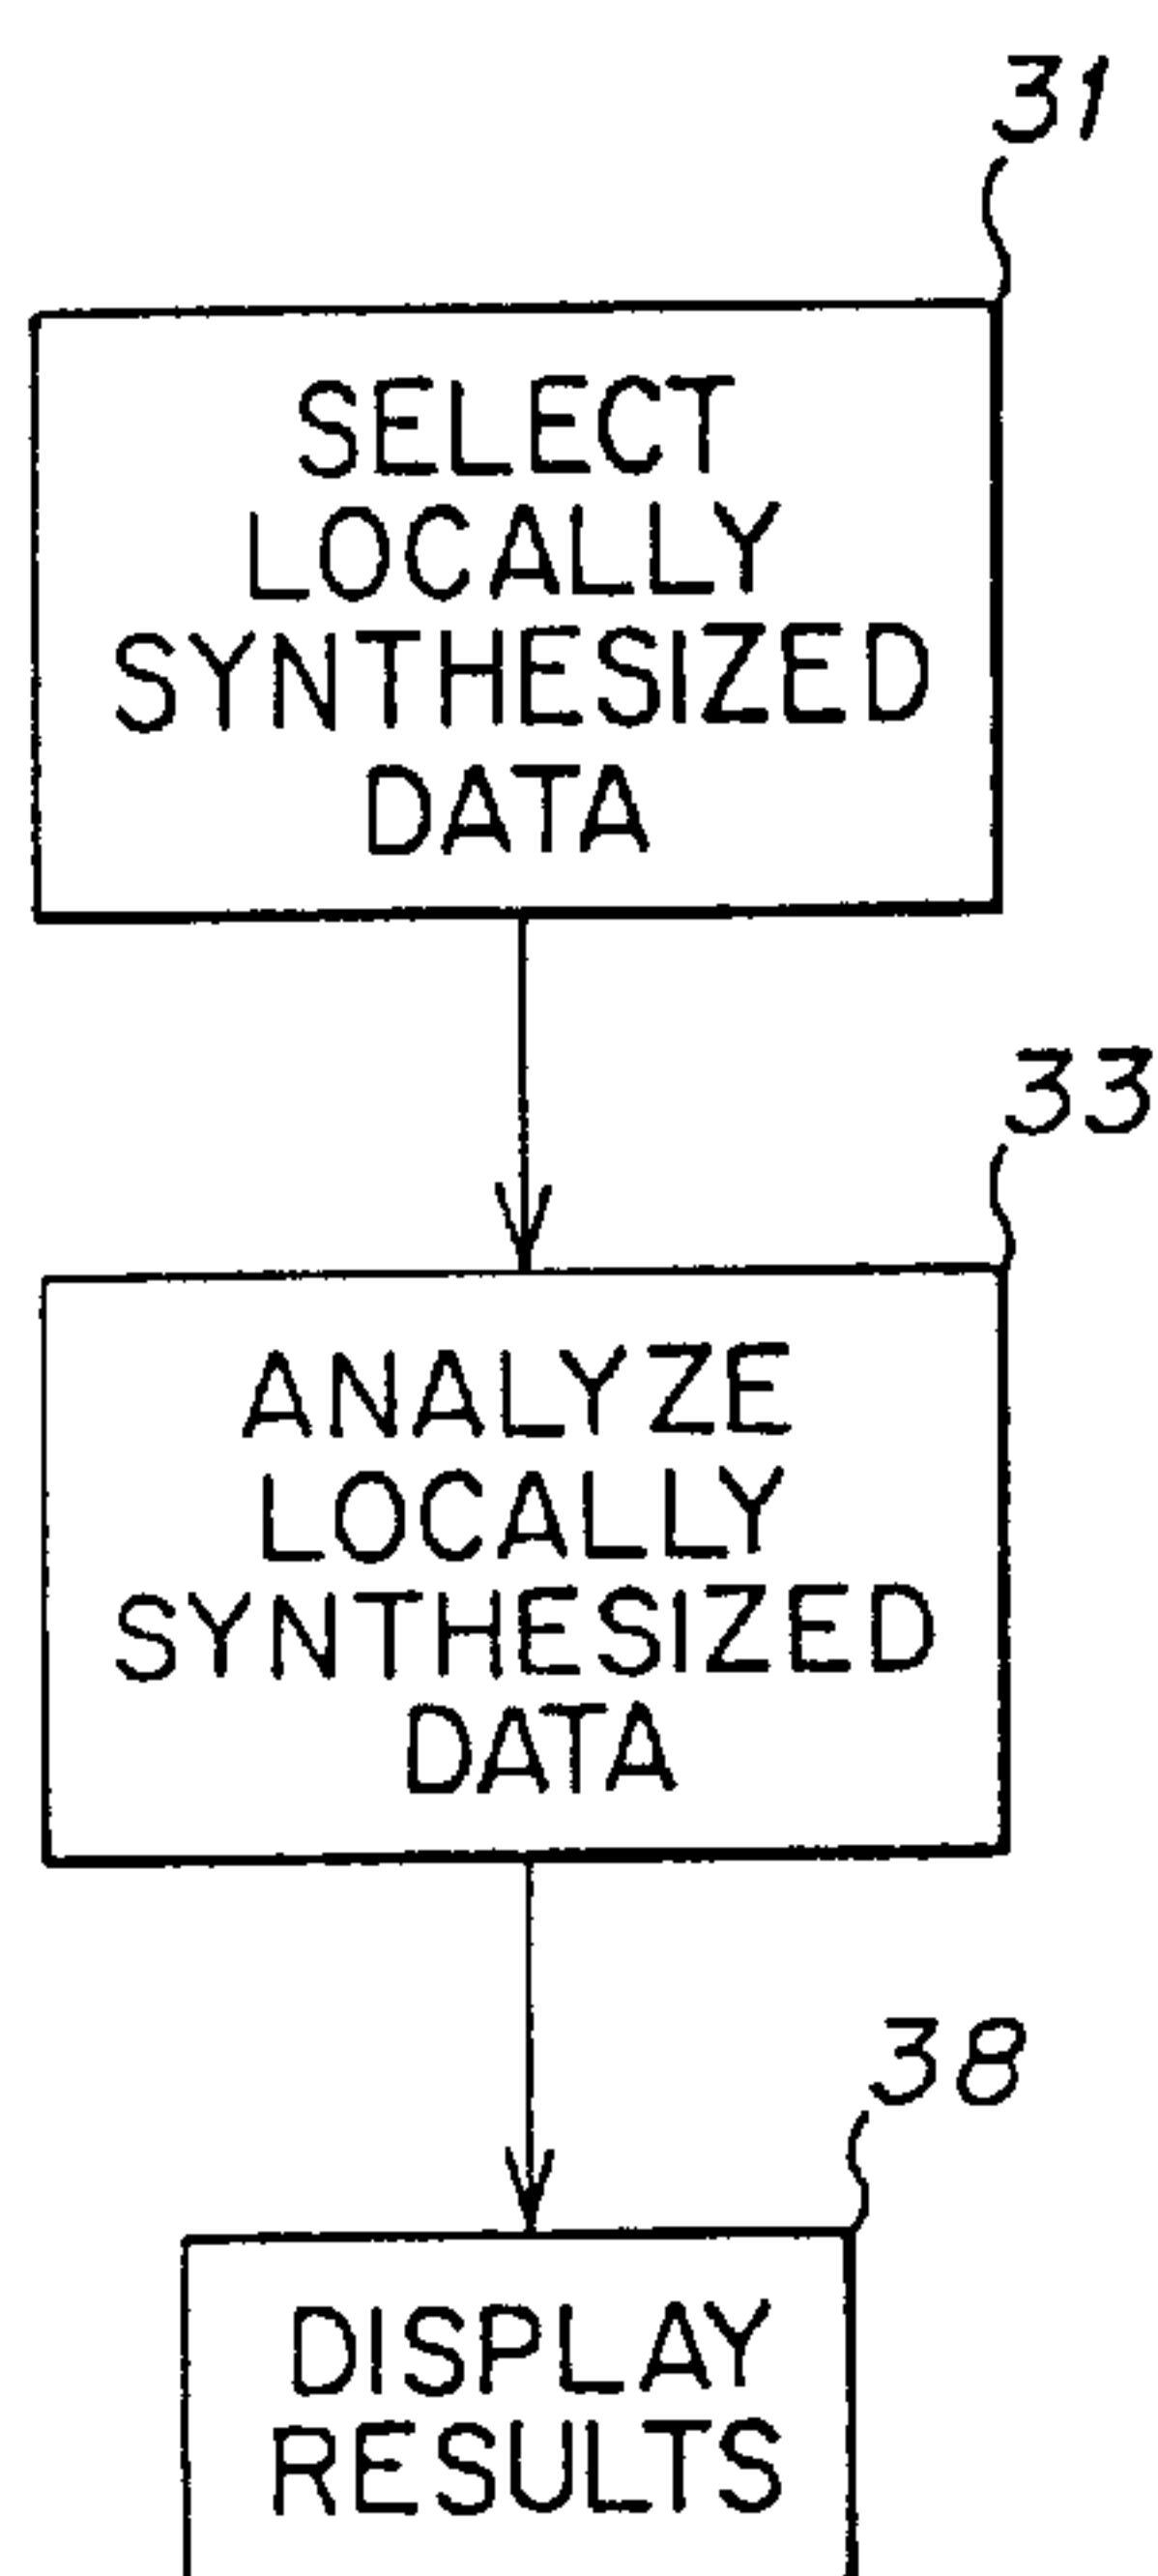 31
SELECT
LOCALLY
SYNTHESIZED
DATA
33
ANALYZE
LOCALLY
SYNTHESIZED
DATA
38
DISPLAY
RESULTS